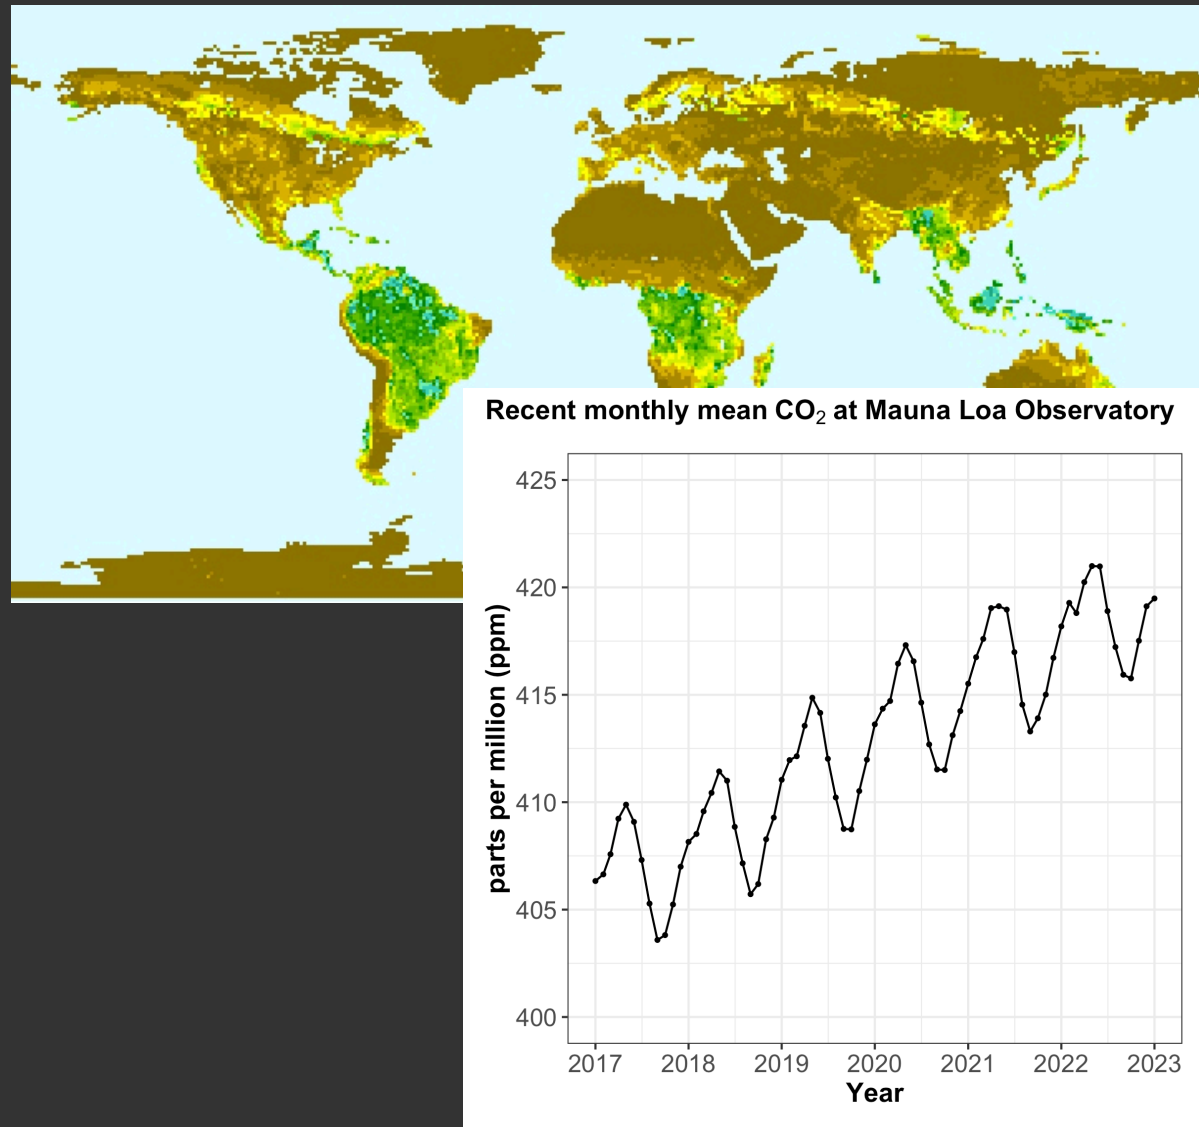 Recent monthly mean CO₂ at Mauna Loa Observatory
425
420
415
410
405
400
parts per million (ppm)
2017 2018 2019 2020 2021 2022 2023
Year